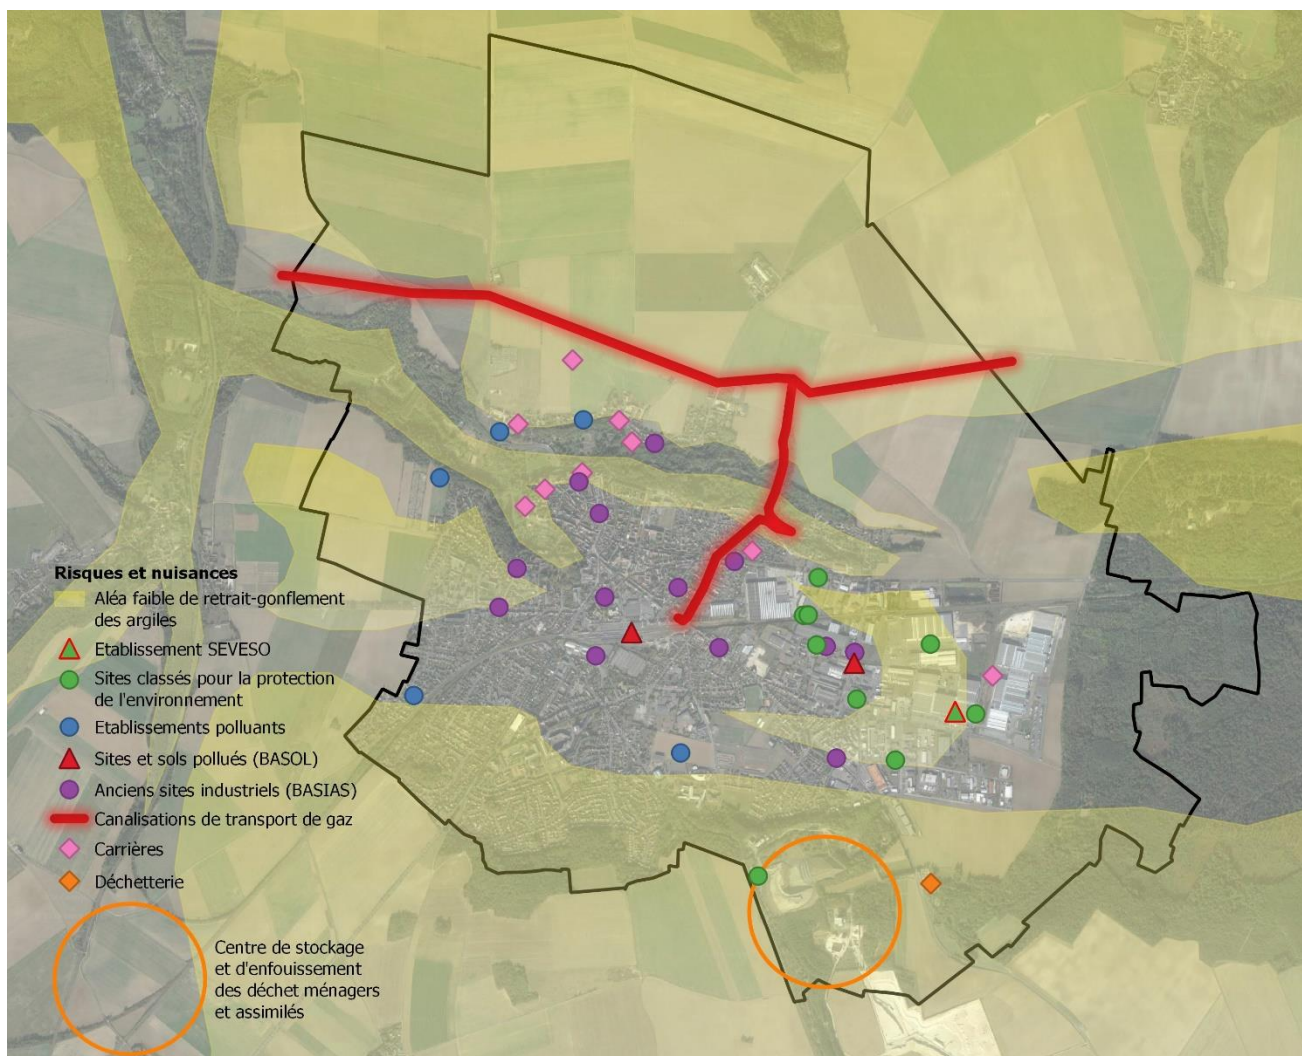 Risques et nuisances
Aléa faible de retrait-gonflement
des argiles
Etablissement SEVESO
Sites classés pour la protection
de l'environnement
Etablissements polluants
Sites et sols pollués (BASOL)
Anciens sites industriels (BASIAS)
Canalisations de transport de gaz
Carrières
Déchetterie
Centre de stockage
et d'enfouissement
des déchet ménagers
et assimilés